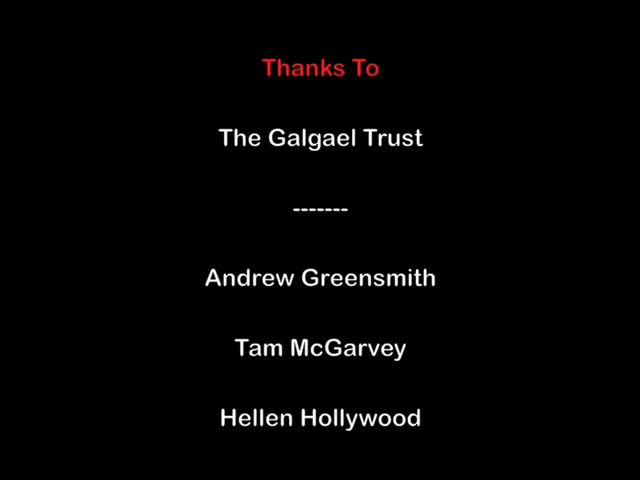 Thanks To
The Galgael Trust
-------
Andrew Greensmith
Tam McGarvey
Hellen Hollywood